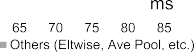 ms
65 70 75 80 85
Others (Eltwise, Ave Pool, etc.)